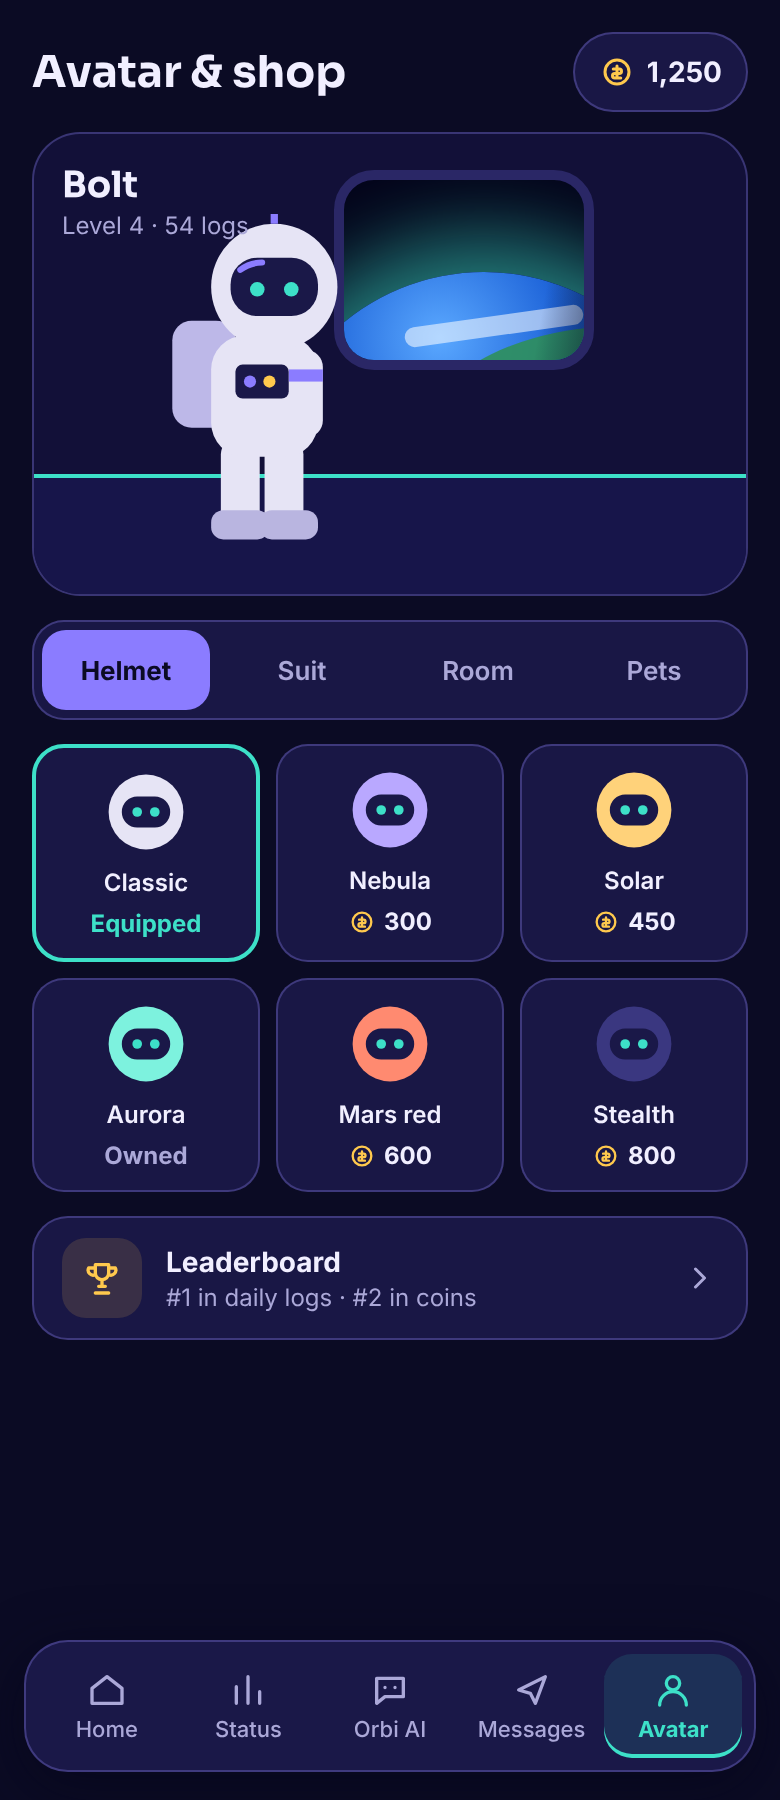 Avatar & shop
1,250
Bolt
Level 4 · 54 logs
Helmet
Suit
Room
Pets
Classic
Equipped
Nebula
300
Solar
450
Aurora
Owned
Mars red
600
Stealth
800
Leaderboard
#1 in daily logs · #2 in coins
Home
Status
Orbi AI
Messages
Avatar